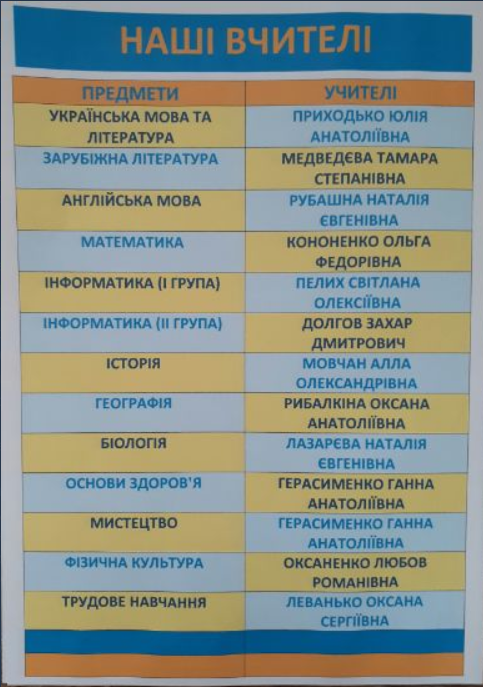 НАШІ ВЧИТЕЛІ
ПРЕДМЕТИ УЧИТЕЛІ
УКРАЇНСЬКА МОВА ТА ЛІТЕРАТУРА ПРИХОДЬКО ЮЛІЯ АНАТОЛІЇВНА
ЗАРУБІЖНА ЛІТЕРАТУРА МЕДВЕДЄВА ТАМАРА СТЕПАНІВНА
АНГЛІЙСЬКА МОВА РУБАШНА НАТАЛІЯ ЄВГЕНІВНА
МАТЕМАТИКА КОНОНЕНКО ОЛЬГА ФЕДОРІВНА
ІНФОРМАТИКА (І ГРУПА) ПЕЛИХ СВІТЛАНА ОЛЕКСІЇВНА
ІНФОРМАТИКА (ІІ ГРУПА) ДОЛГОВ ЗАХАР ДМИТРОВИЧ
ІСТОРІЯ МОВЧАН АЛЛА ОЛЕКСАНДРІВНА
ГЕОГРАФІЯ РИБАЛКІНА ОКСАНА АНАТОЛІЇВНА
БІОЛОГІЯ ЛАЗАРЄВА НАТАЛІЯ ЄВГЕНІВНА
ОСНОВИ ЗДОРОВ'Я ГЕРАСИМЕНКО ГАННА АНАТОЛІЇВНА
МИСТЕЦТВО ГЕРАСИМЕНКО ГАННА АНАТОЛІЇВНА
ФІЗИЧНА КУЛЬТУРА ОКСАНЕНКО ЛЮБОВ РОМАНІВНА
ТРУДОВЕ НАВЧАННЯ ЛЕВАНЬКО ОКСАНА СЕРГІЇВНА